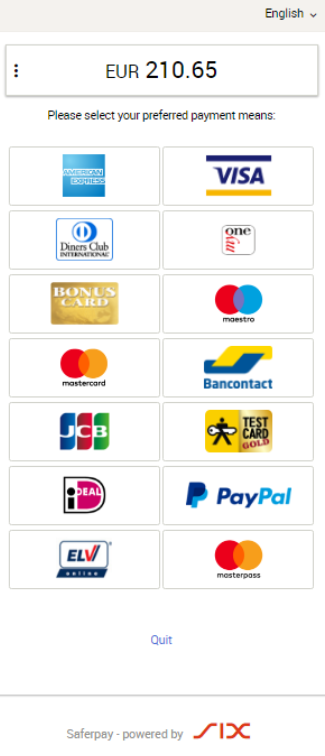 English
EUR 210.65
Please select your preferred payment means:
AMERICAN
EXPRESS
VISA
Diners Club
INTERNATIONAL
one
BONUS
CARD
maestro
mastercard
Bancontact
JCB
TEST
CARD
GOLD
iDEAL
PayPal
ELV
online
masterpass
Quit
Saferpay - powered by SIX